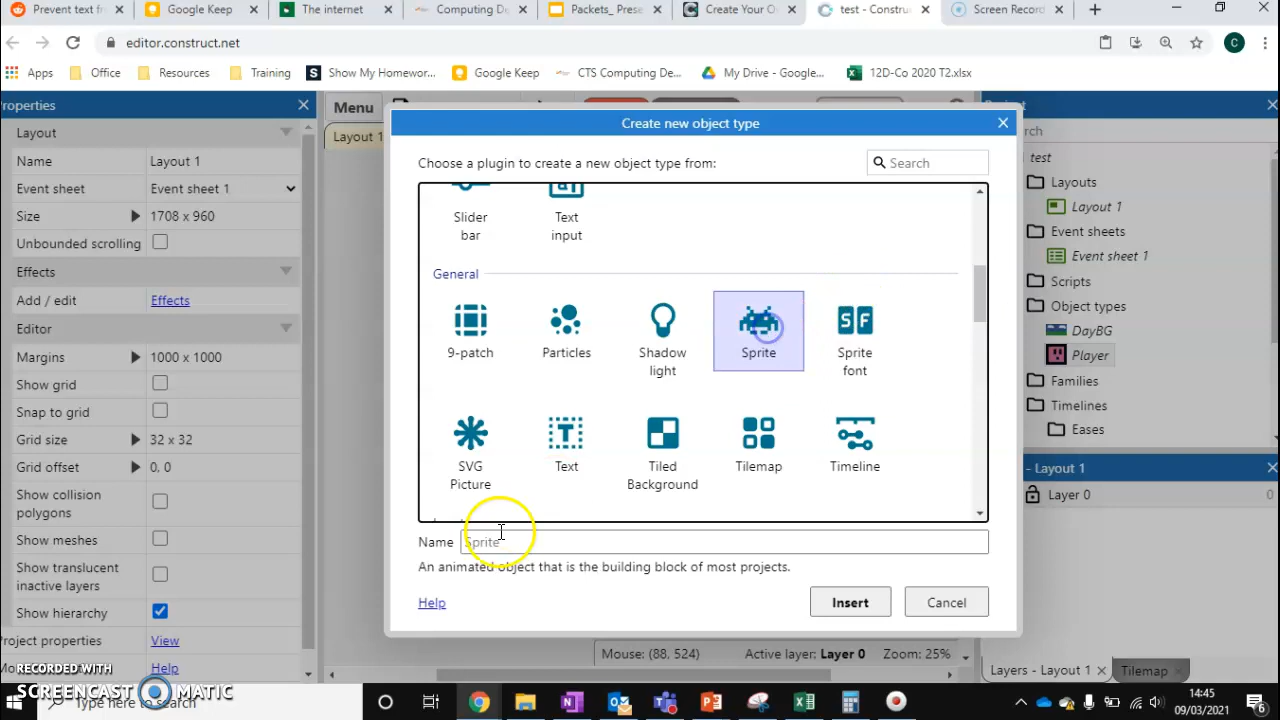 Prevent text fr
Google Keep
The internet
Computing De
Packets_ Prese
Create Your O
test - Construc
Screen Record
editor.construct.net
Apps
Office
Resources
Training
Show My Homewor...
Google Keep
CTS Computing De...
My Drive - Google...
12D-Co 2020 T2.xlsx
Properties
Menu
Layout 1
Layout
Name
Layout 1
Event sheet
Event sheet 1
Size
1708 x 960
Unbounded scrolling
Effects
Add / edit
Effects
Editor
Margins
1000 x 1000
Show grid
Snap to grid
Grid size
32 x 32
Grid offset
0, 0
Show collision
polygons
Show meshes
Show translucent
inactive layers
Show hierarchy
roject properties
View
Help
Create new object type
Choose a plugin to create a new object type from:
Search
Slider
bar
Text
input
General
9-patch
Particles
Shadow
light
Sprite
SF
Sprite
font
SVG
Picture
T
Text
Tiled
Background
Tilemap
Timeline
Name
Sprite
An animated object that is the building block of most projects.
Help
Insert
Cancel
Mouse: (88, 524)
Active layer: Layer 0
Zoom: 25%
rch
test
Layouts
Layout 1
Event sheets
Event sheet 1
Scripts
Object types
DayBG
Player
Families
Timelines
Eases
- Layout 1
Layer 0
0
Layers - Layout 1
Tilemap
RECORDED WITH
SCREENCAST MATIC
Type here to search
14:45
09/03/2021
6